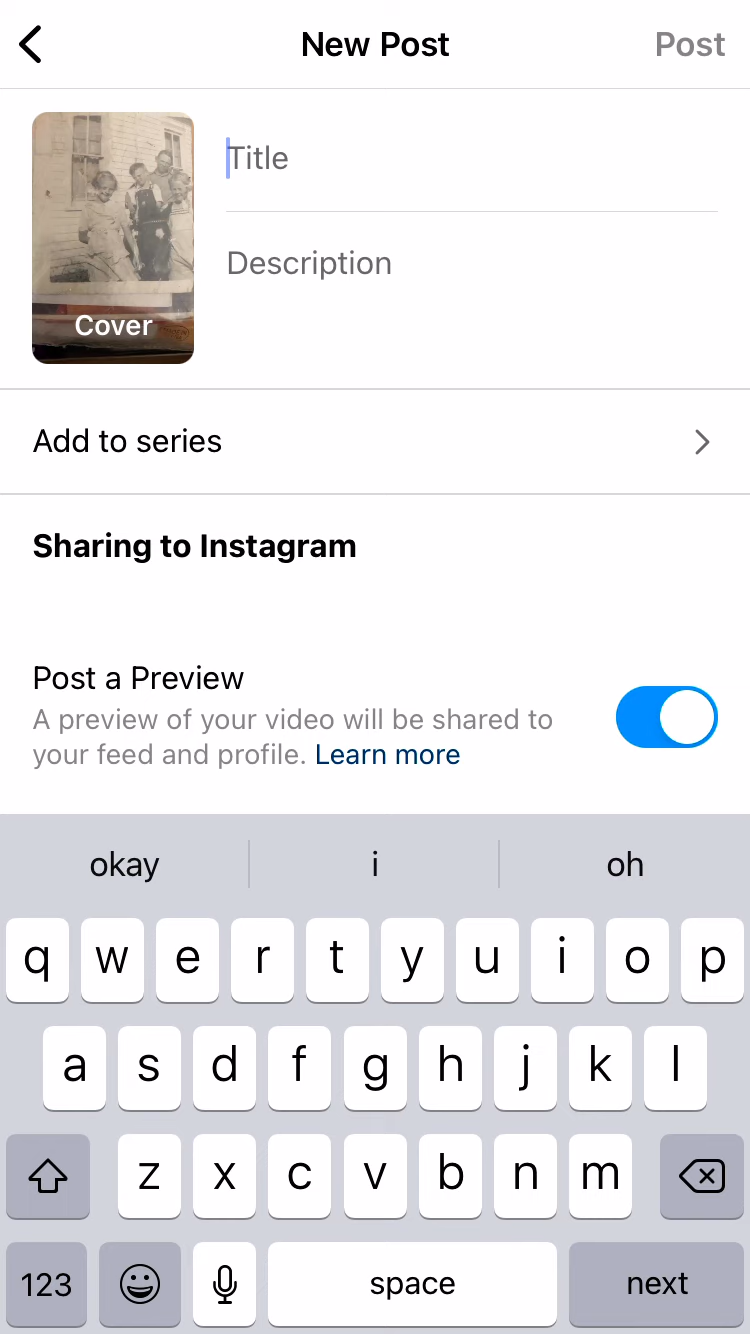 New Post
Post
Title
Description
Cover
Add to series
Sharing to Instagram
Post a Preview
A preview of your video will be shared to
your feed and profile. Learn more
okay i oh
q w e r t y u i o p
a s d f g h j k l
z x c v b n m
123 space next